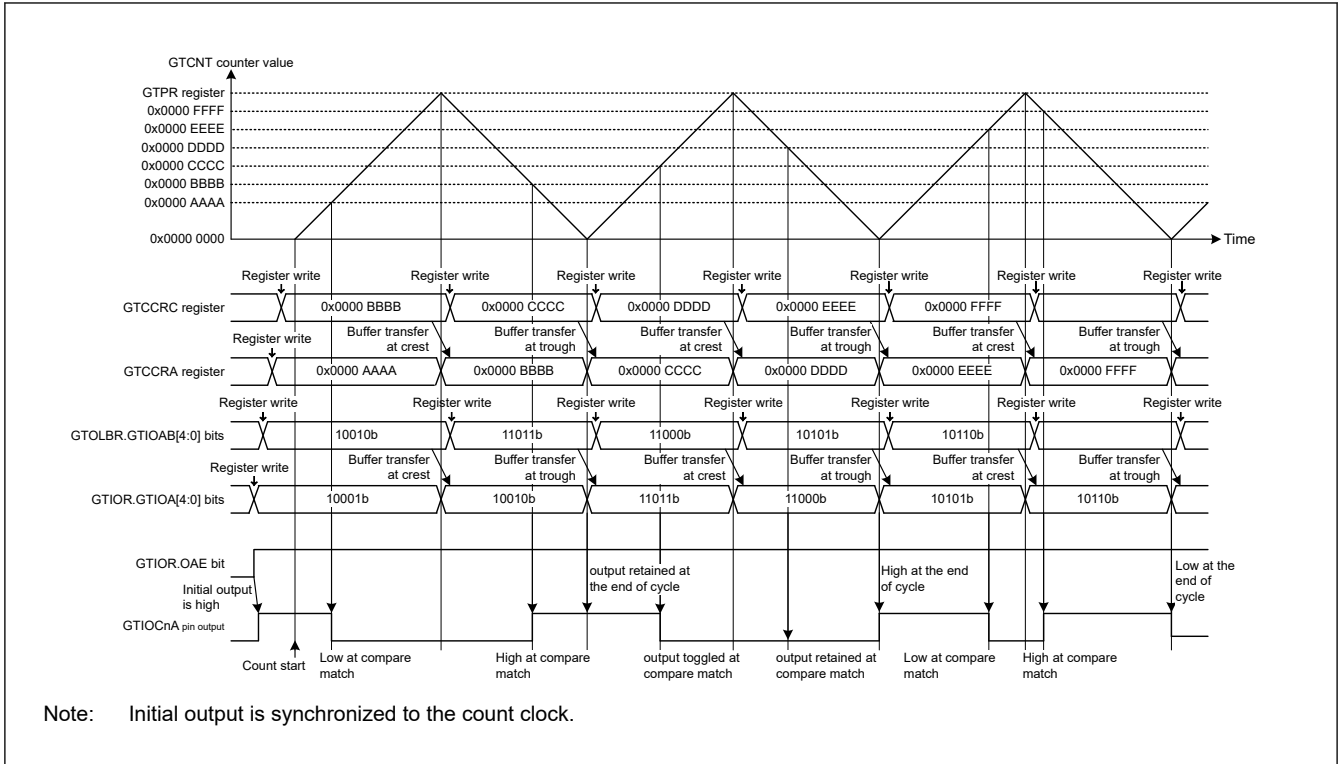 GTCNT counter value
GTPR register
0x0000 FFFF
0x0000 EEEE
0x0000 DDDD
0x0000 CCCC
0x0000 BBBB
0x0000 AAAA
0x0000 0000
Time
Register write Register write Register write Register write Register write Register write Register write
GTCCRC register 0x0000 BBBB 0x0000 CCCC 0x0000 DDDD 0x0000 EEEE 0x0000 FFFF
Register write
Buffer transfer at crest
Buffer transfer at trough
Buffer transfer at crest
Buffer transfer at trough
Buffer transfer at crest
Buffer transfer at trough
GTCCRA register 0x0000 AAAA 0x0000 BBBB 0x0000 CCCC 0x0000 DDDD 0x0000 EEEE 0x0000 FFFF
Register write Register write Register write Register write Register write Register write Register write
GTOLBR.GTIOAB[4:0] bits 10010b 11011b 11000b 10101b 10110b
Register write
Buffer transfer at crest
Buffer transfer at trough
Buffer transfer at crest
Buffer transfer at trough
Buffer transfer at crest
Buffer transfer at trough
GTIOR.GTIOA[4:0] bits 10001b 10010b 11011b 11000b 10101b 10110b
GTIOR.OAE bit
Initial output
is high
output retained at
the end of cycle
High at the end
of cycle
Low at the
end of
cycle
GTIOCnA pin output
Count start
Low at compare
match
High at compare
match
output toggled at
compare match
output retained at
compare match
Low at compare
match
High at compare
match
Note: Initial output is synchronized to the count clock.